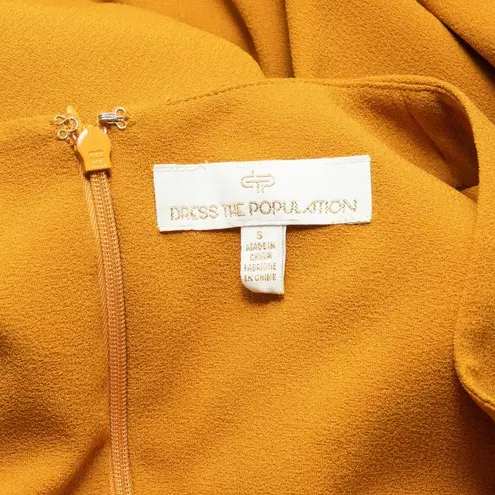 DRESS THE POPULATION
S
MADE IN
CHINA
FABRIQUE
EN CHINE